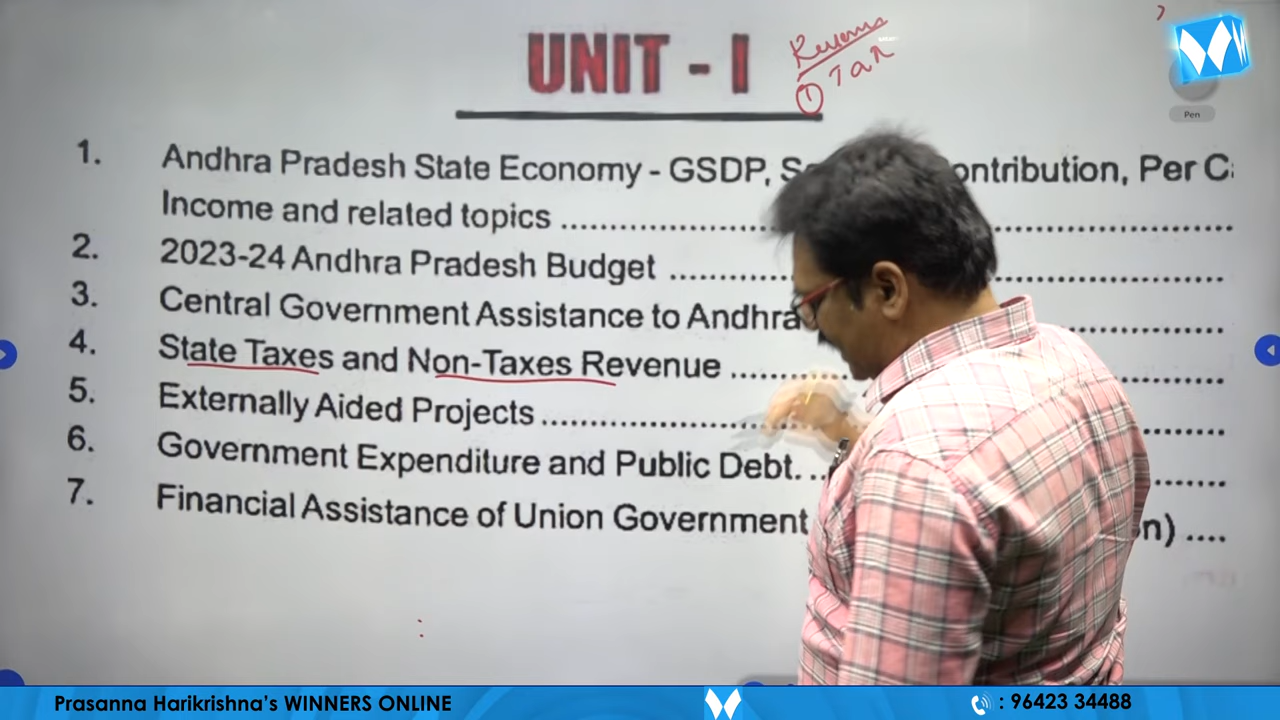 UNIT - I
Revenue
① Tax
Pen
1. Andhra Pradesh State Economy - GSDP, ontribution, Per C
Income and related topics ..........
2. 2023-24 Andhra Pradesh Budget ..........
3. Central Government Assistance to Andhra
4. State Taxes and Non-Taxes Revenue ..........
5. Externally Aided Projects ..........
6. Government Expenditure and Public Debt. ..
7. Financial Assistance of Union Government n) ....
Prasanna Harikrishna's WINNERS ONLINE
: 96423 34488